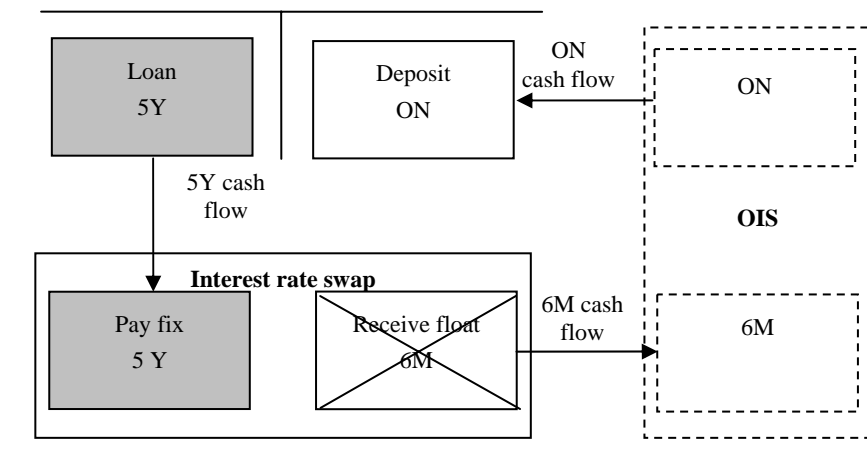 Loan
5Y
Deposit
ON
ON
cash flow
ON
5Y cash
flow
OIS
Interest rate swap
Pay fix
5 Y
Receive float
6M
6M cash
flow
6M